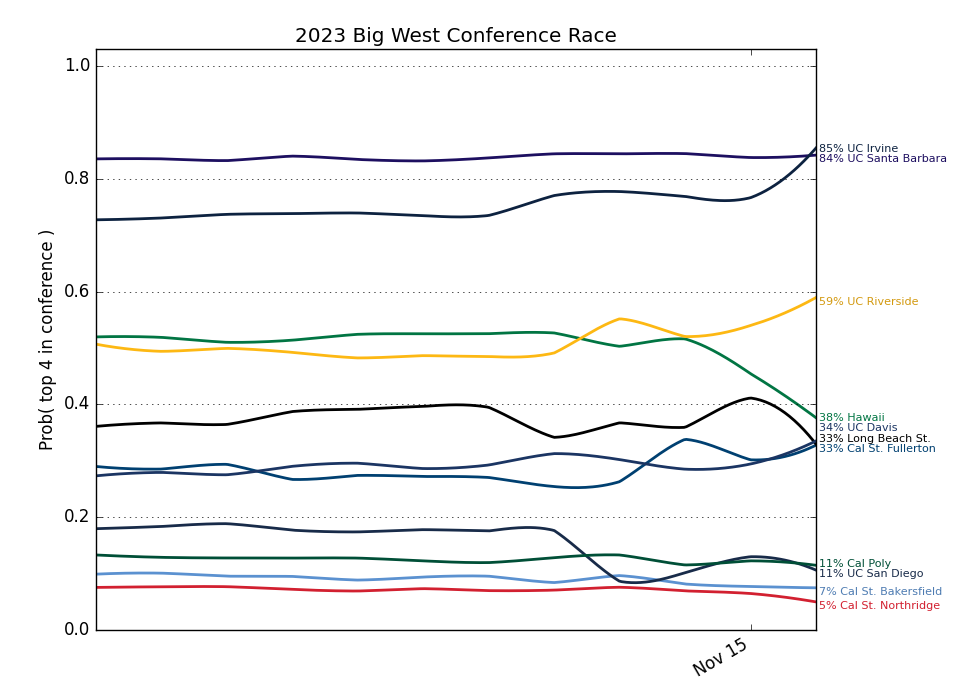 2023 Big West Conference Race
Prob( top 4 in conference )
1.0
0.8
0.6
0.4
0.2
0.0
Nov 15
85% UC Irvine
84% UC Santa Barbara
59% UC Riverside
38% Hawaii
34% UC Davis
33% Long Beach St.
33% Cal St. Fullerton
11% Cal Poly
11% UC San Diego
7% Cal St. Bakersfield
5% Cal St. Northridge